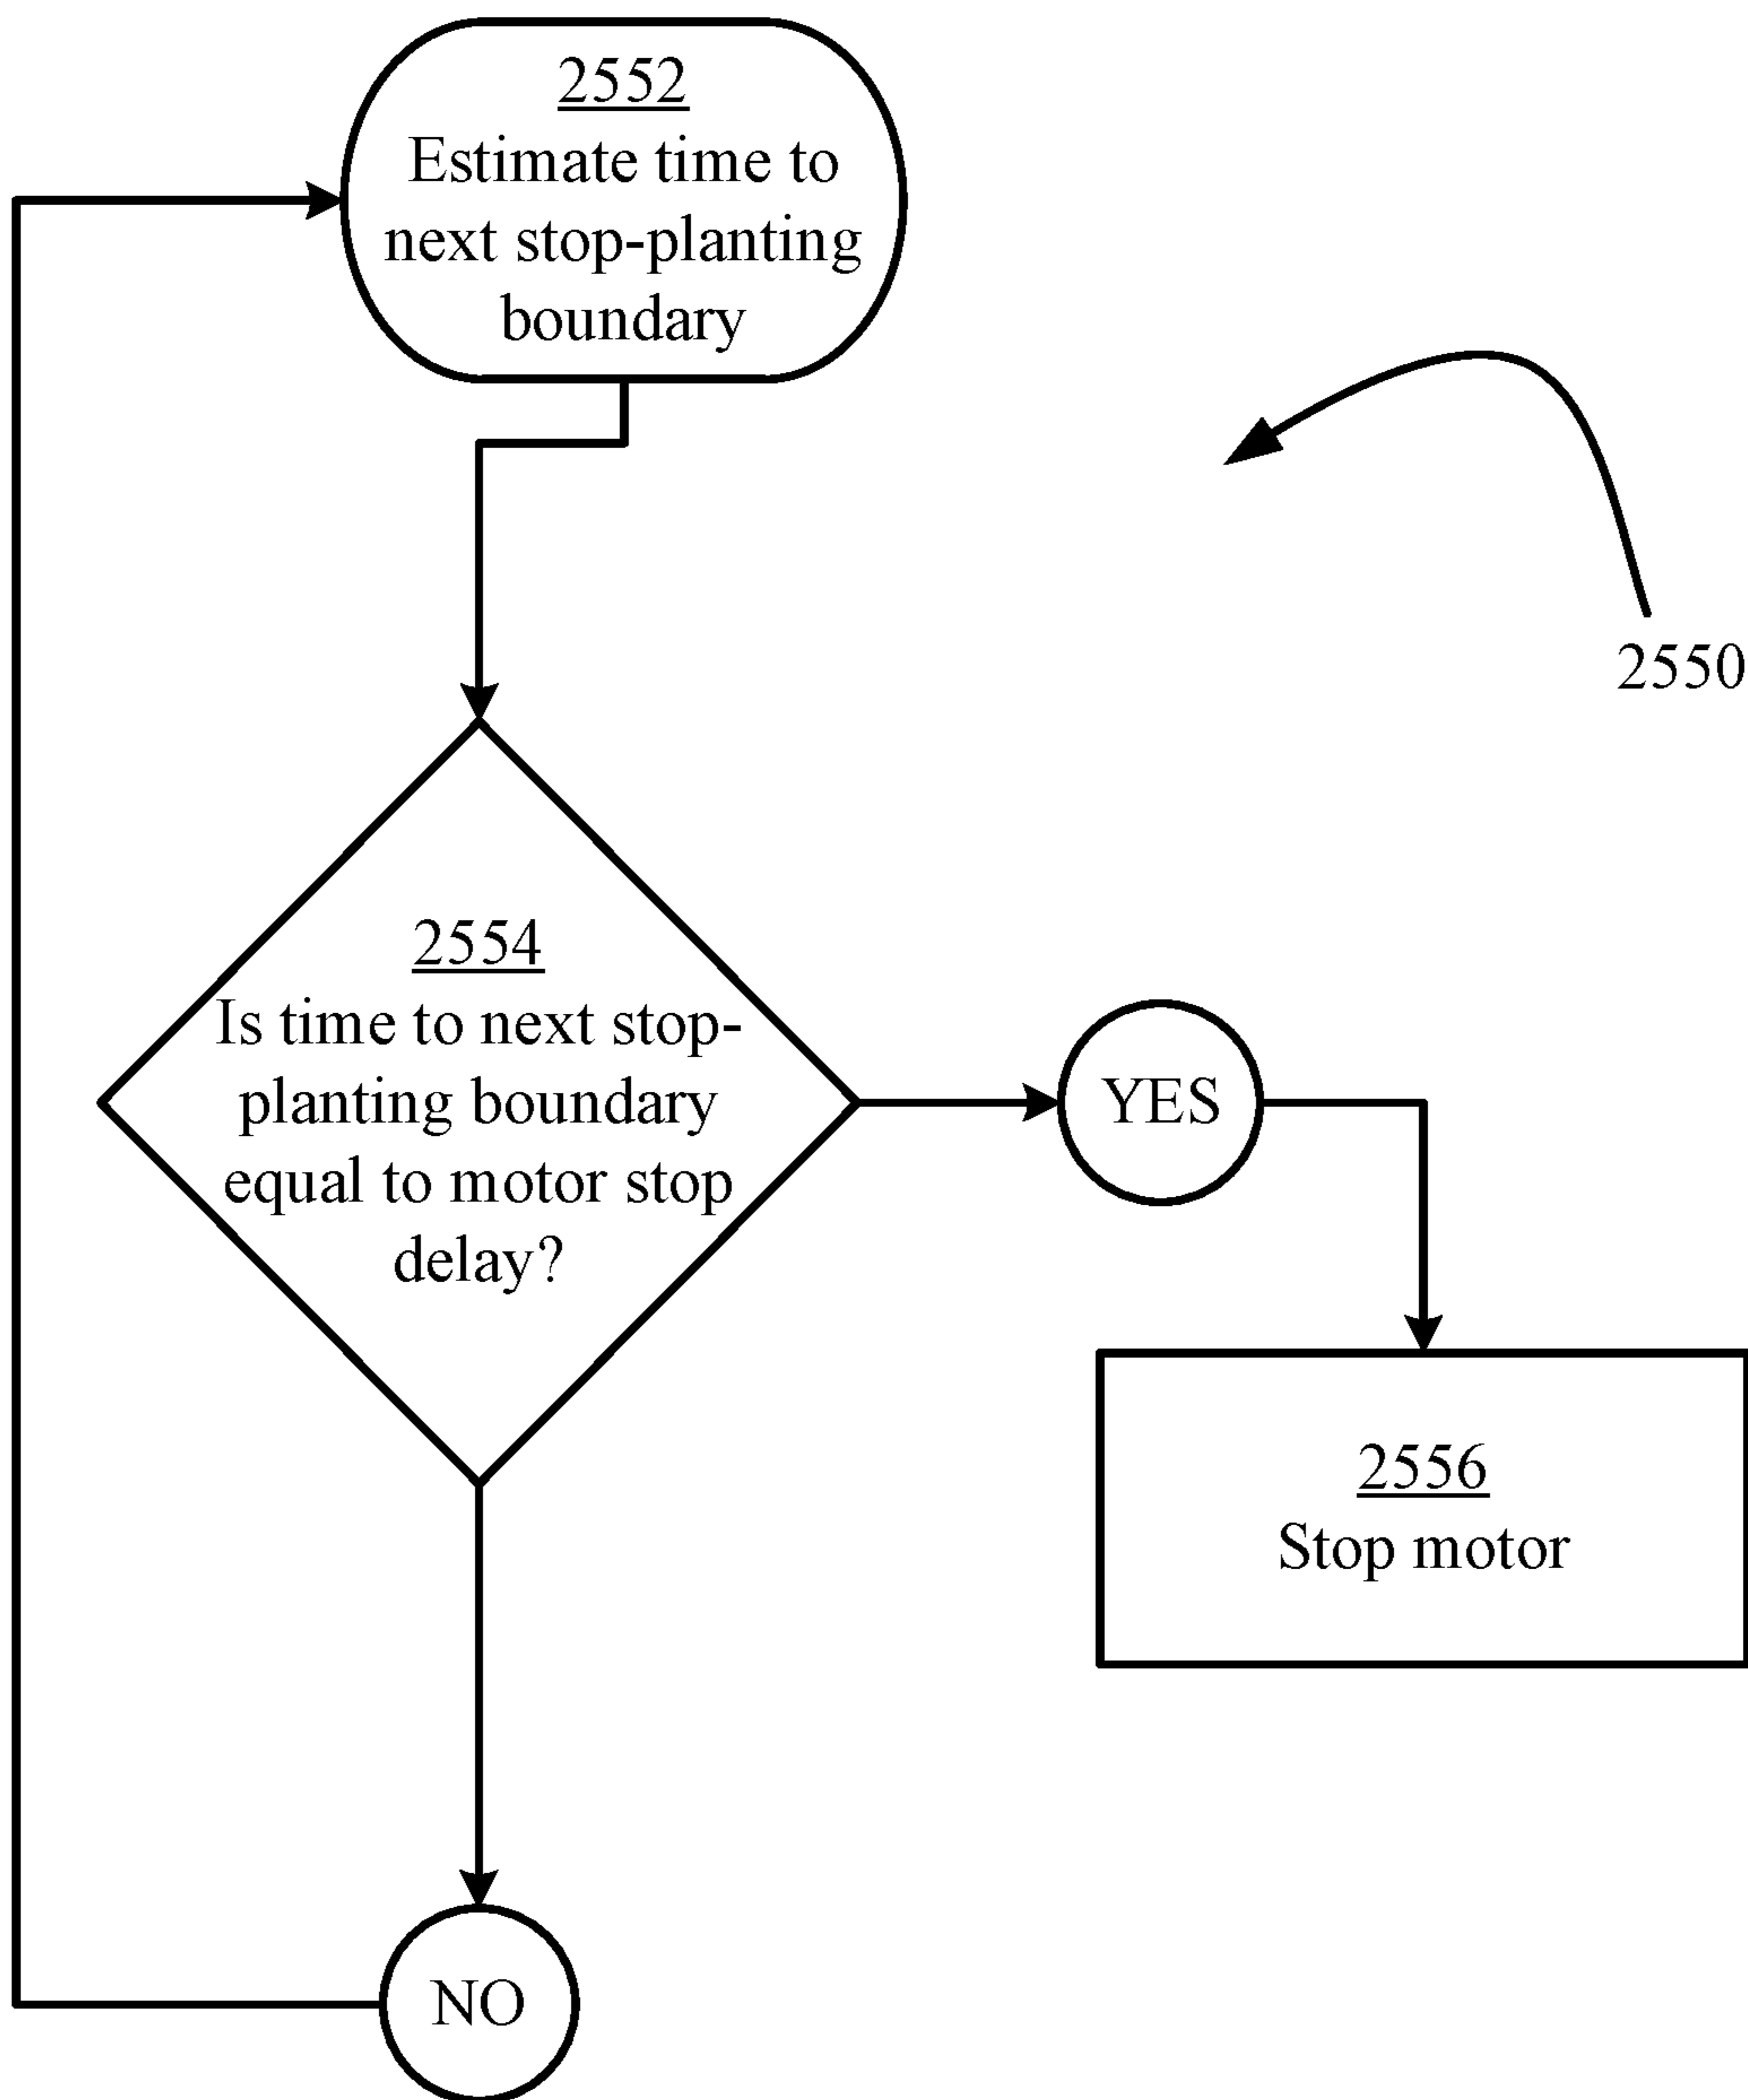 2552
Estimate time to
next stop-planting
boundary
2550
2554
Is time to next stop-
planting boundary
equal to motor stop
delay?
YES
2556
Stop motor
NO